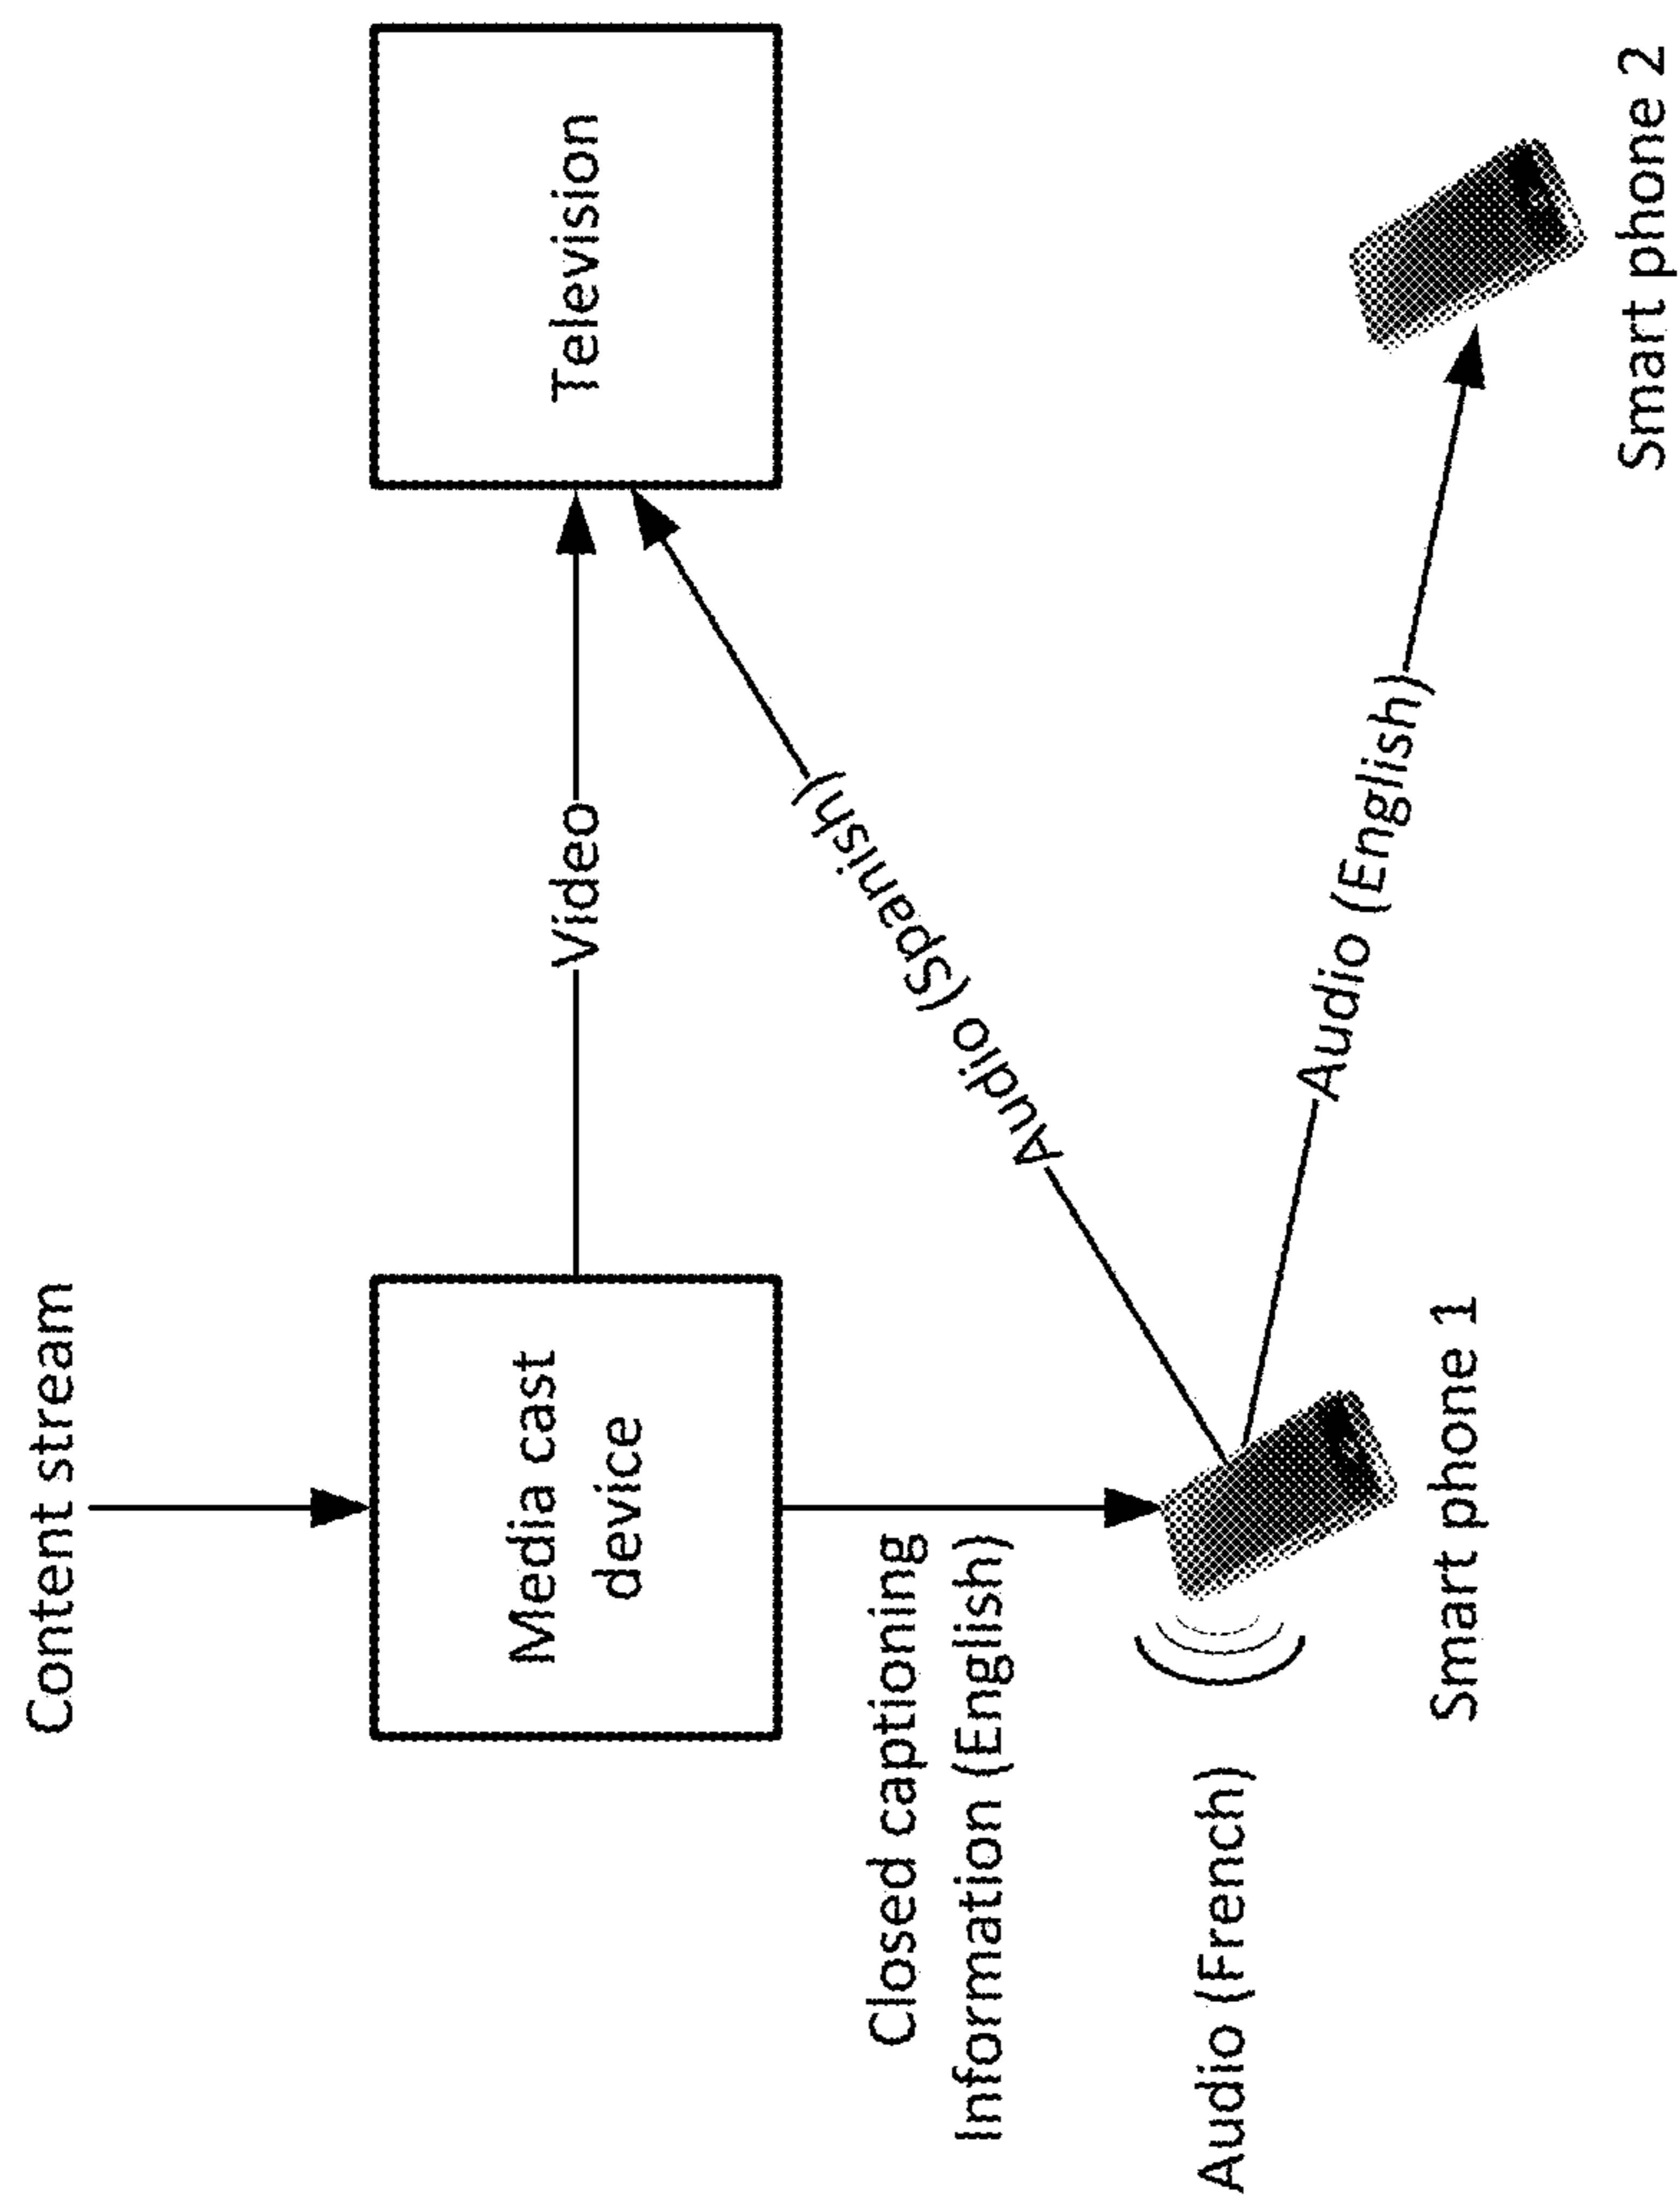 Content stream
Media cast
device
Video
Television
Closed captioning
Information (English)
Audio (Spanish)
Audio (French)
Audio (English)
Smart phone 1
Smart phone 2